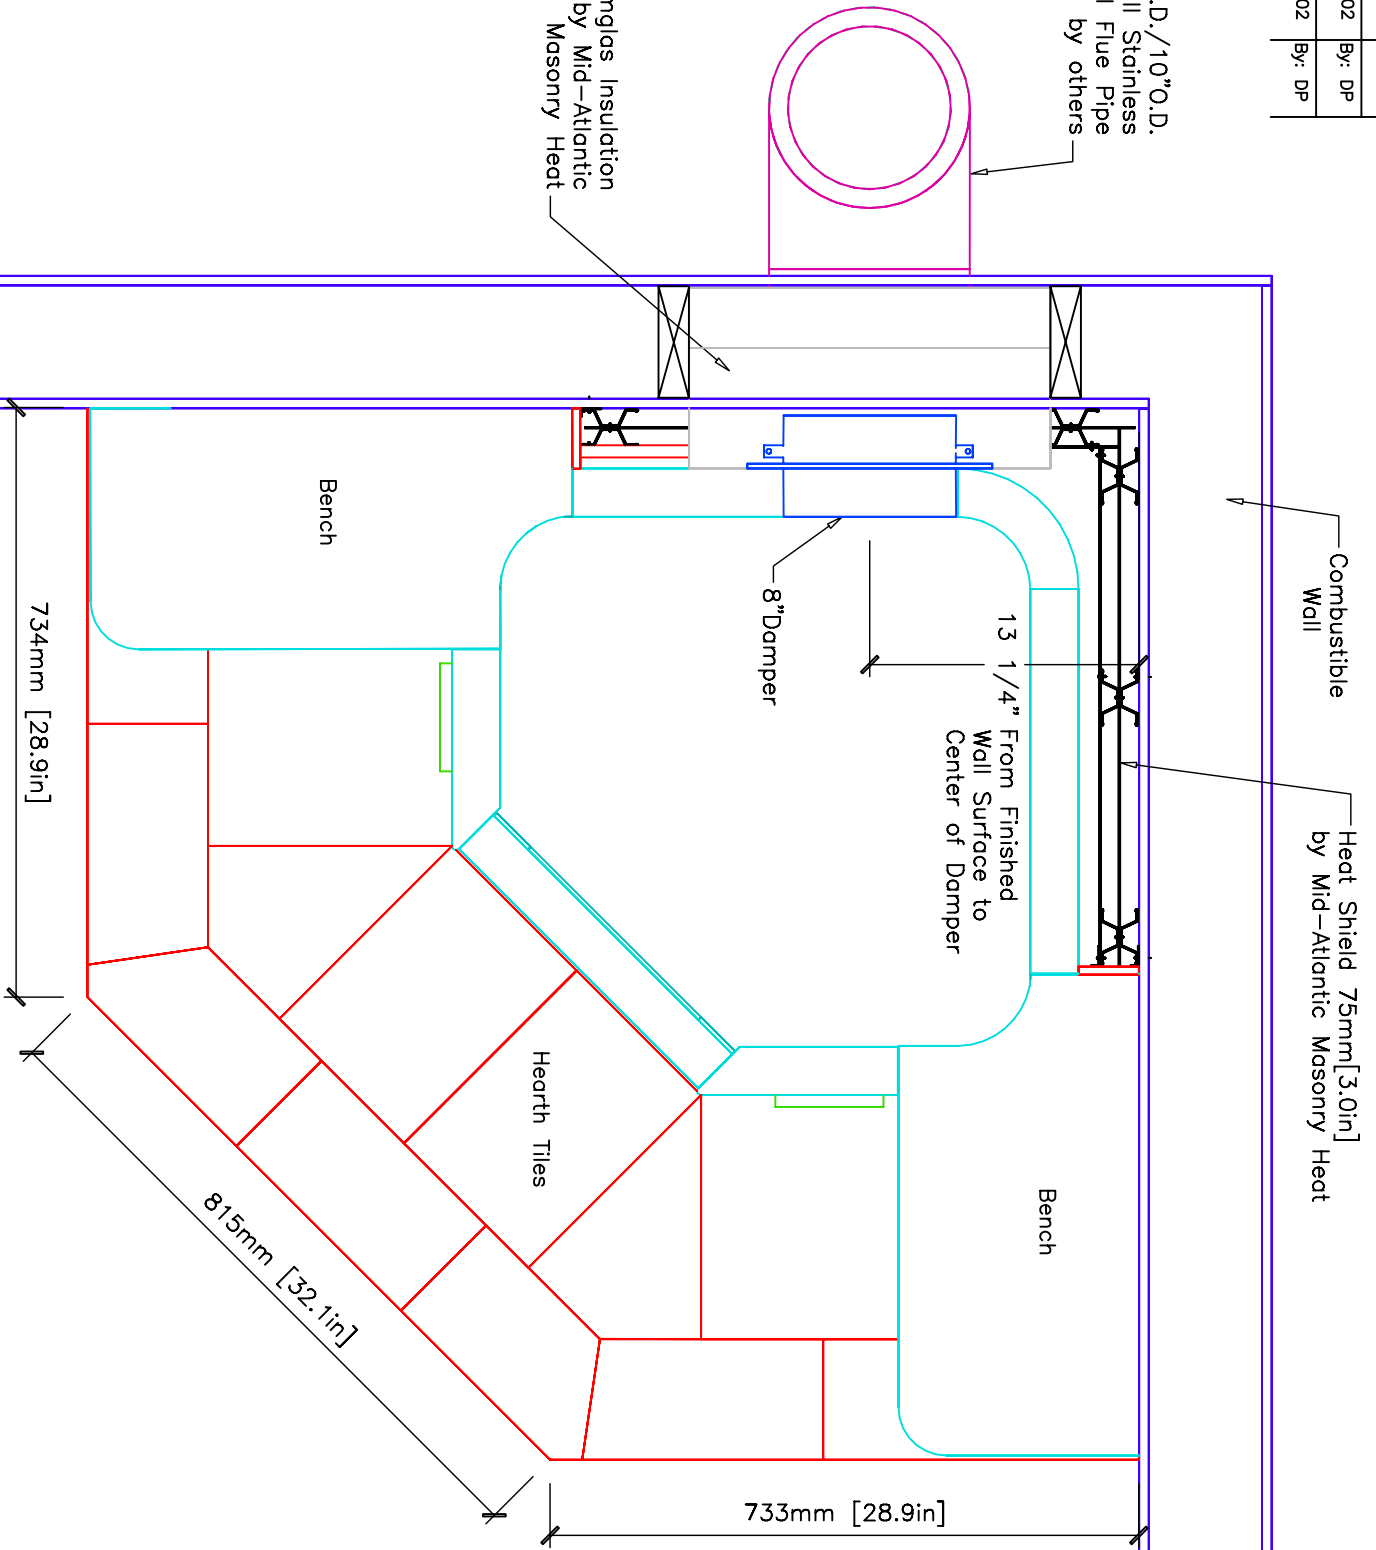 02
By: DP
02
By: DP
.D./10"O.D.
ll Stainless
l Flue Pipe
by others
nglas Insulation
by Mid-Atlantic
Masonry Heat
Combustible
Wall
Heat Shield 75mm[3.0in]
by Mid-Atlantic Masonry Heat
13 1/4" From Finished
Wall Surface to
Center of Damper
8"Damper
Bench
Bench
Hearth Tiles
734mm [28.9in]
815mm [32.1in]
733mm [28.9in]